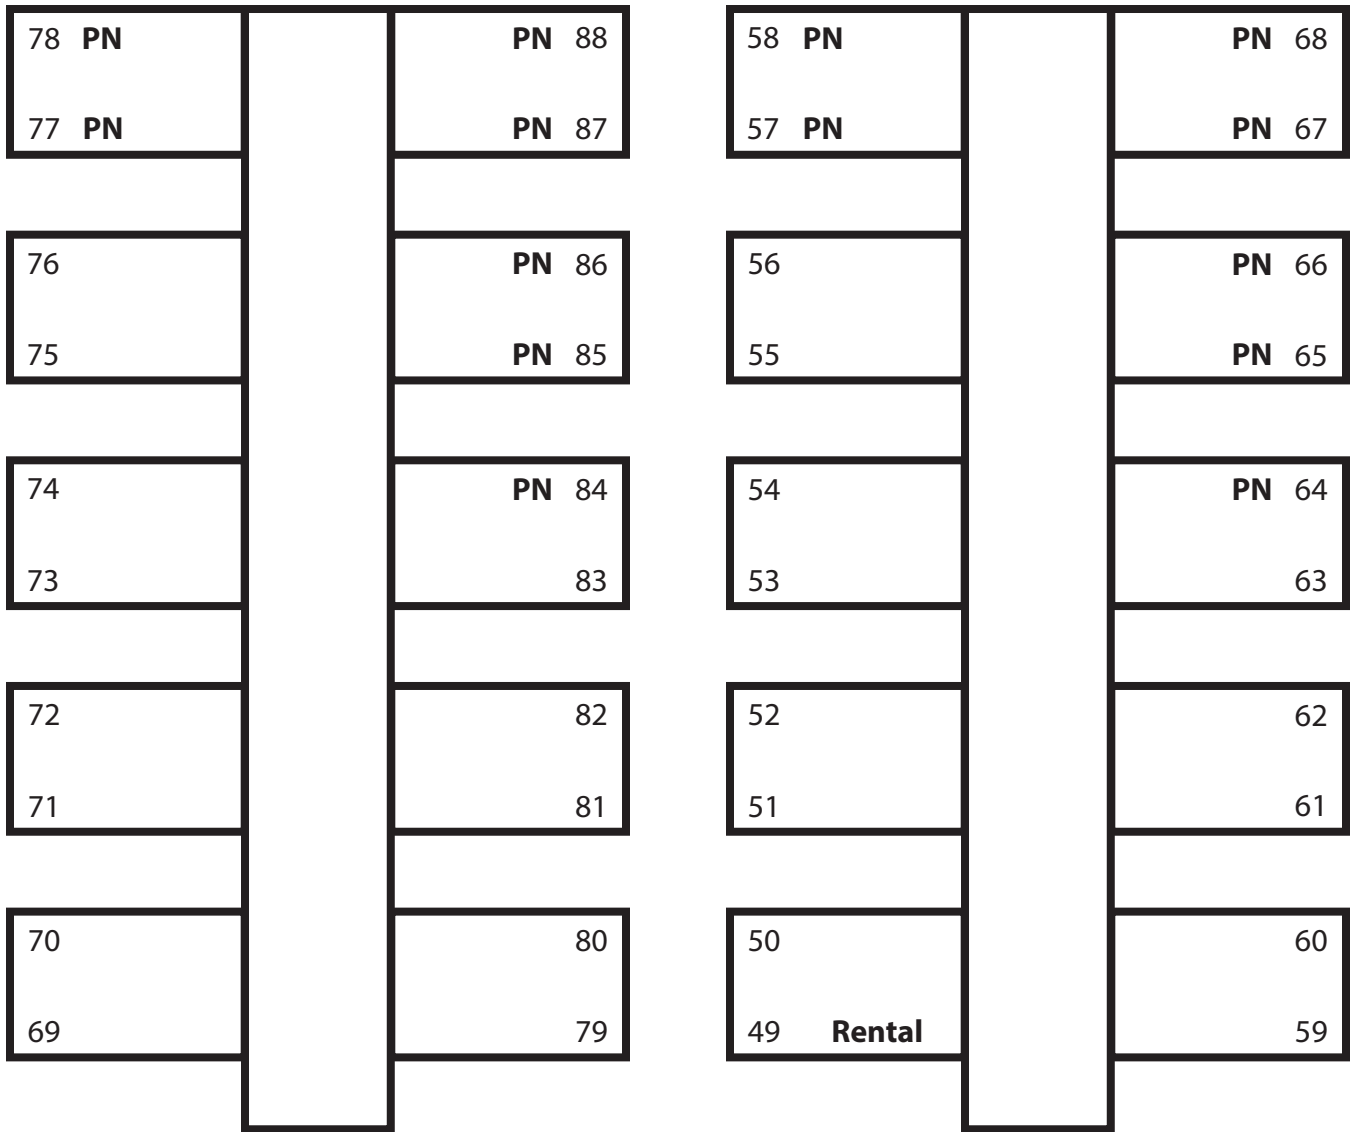 78 PN PN 88 58 PN PN 68
77 PN PN 87 57 PN PN 67
76 PN 86 56 PN 66
75 PN 85 55 PN 65
74 PN 84 54 PN 64
73 83 53 63
72 82 52 62
71 81 51 61
70 80 50 60
69 79 49 Rental 59